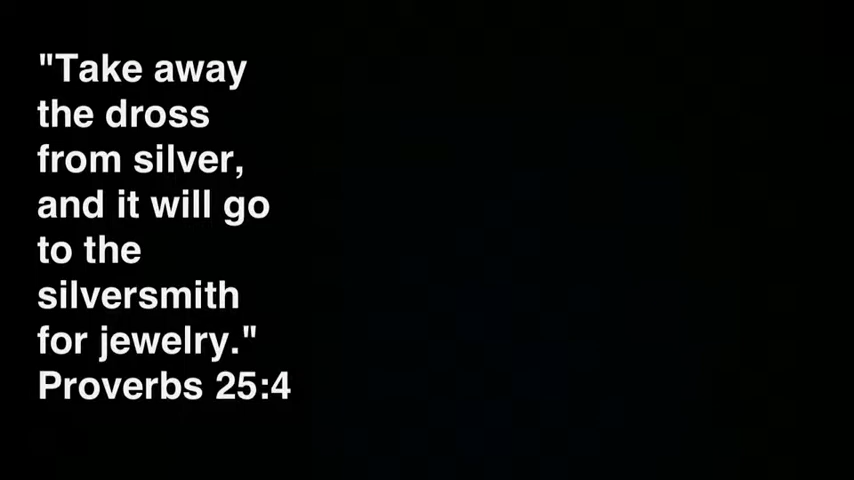 "Take away
the dross
from silver,
and it will go
to the
silversmith
for jewelry."
Proverbs 25:4